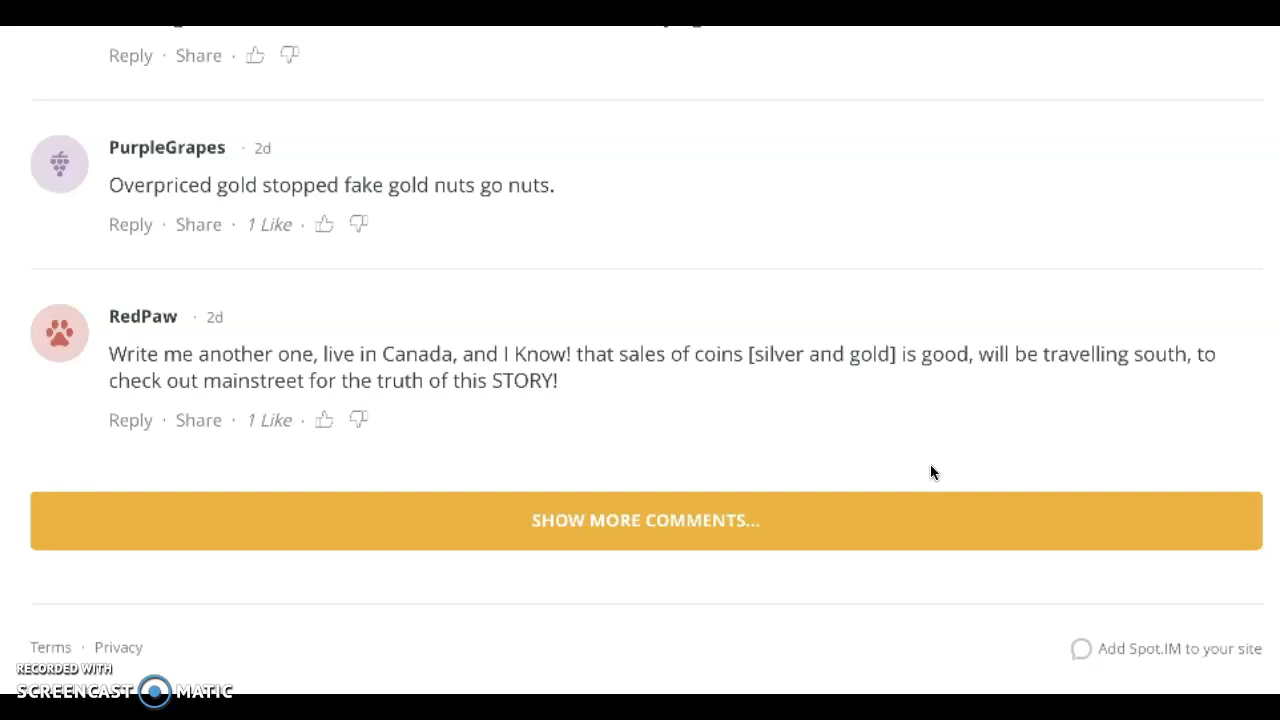 Reply · Share ·
PurpleGrapes · 2d
Overpriced gold stopped fake gold nuts go nuts.
Reply · Share · 1 Like ·
RedPaw · 2d
Write me another one, live in Canada, and I Know! that sales of coins [silver and gold] is good, will be travelling south, to
check out mainstreet for the truth of this STORY!
Reply · Share · 1 Like ·
SHOW MORE COMMENTS...
Terms · Privacy
Add Spot.IM to your site
RECORDED WITH
SCREENCAST MATIC